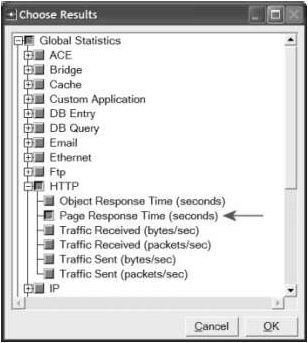 Choose Results
Global Statistics
ACE
Bridge
Cache
Custom Application
DB Entry
DB Query
Email
Ethernet
Ftp
HTTP
Object Response Time (seconds)
Page Response Time (seconds)
Traffic Received (bytes/sec)
Traffic Received (packets/sec)
Traffic Sent (bytes/sec)
Traffic Sent (packets/sec)
IP
Cancel OK